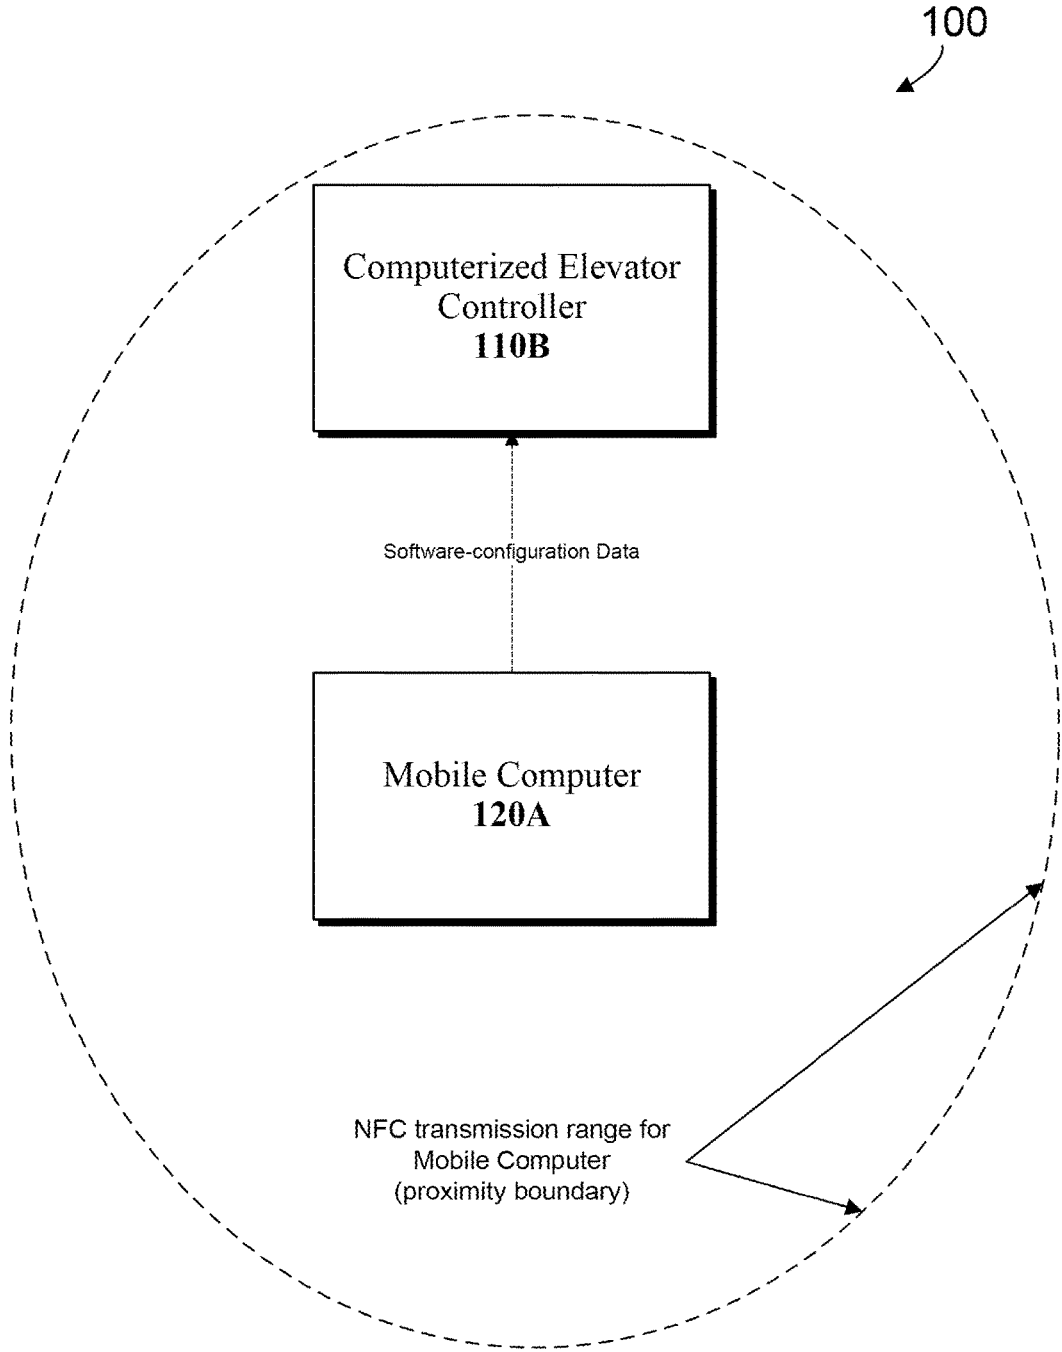 100
Computerized Elevator
Controller
110B
Software-configuration Data
Mobile Computer
120A
NFC transmission range for
Mobile Computer
(proximity boundary)